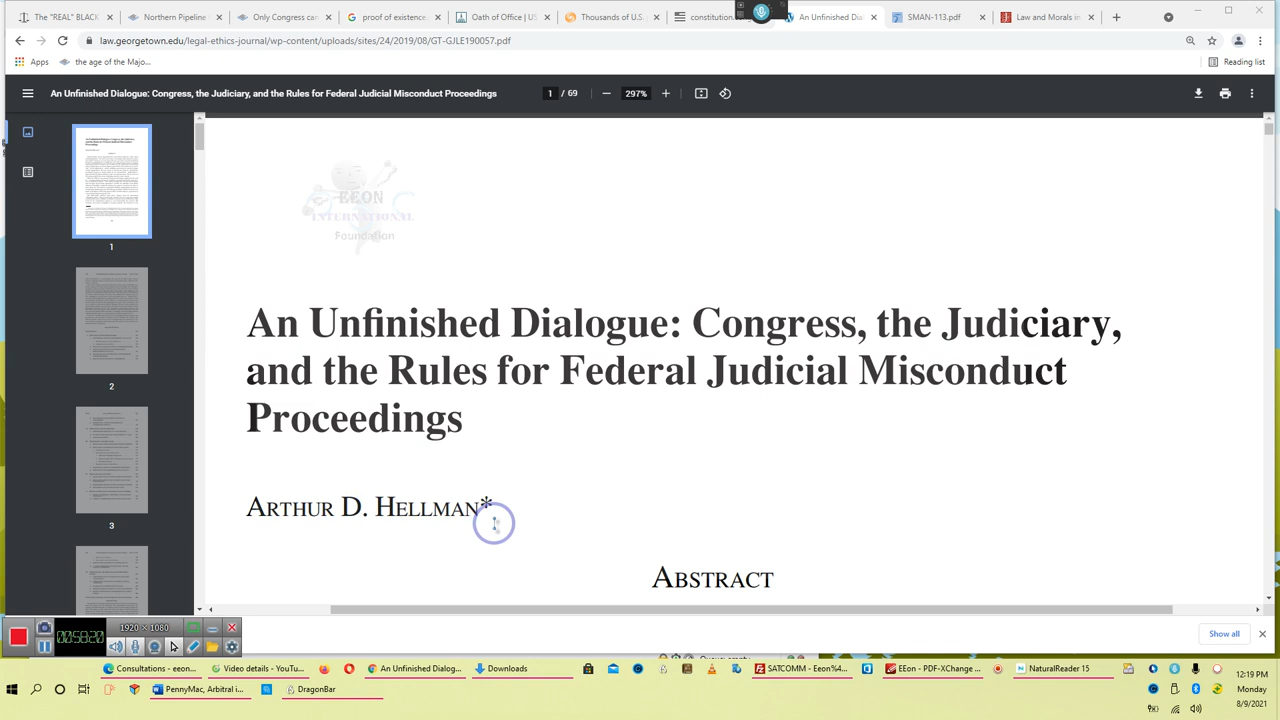 The "REAL" BLACK
Northern Pipeline
Only Congress can
proof of existence
Oath of Office | US
Thousands of U.S.
constitution
An Unfinished Dia
SMAN-113.pdf
Law and Morals in
law.georgetown.edu/legal-ethics-journal/wp-content/uploads/sites/24/2019/08/GT-GJLE190057.pdf
Apps
the age of the Majo...
Reading list
An Unfinished Dialogue: Congress, the Judiciary, and the Rules for Federal Judicial Misconduct Proceedings
1 / 69
297%
EEON
INTERNATIONAL
Foundation
1
2
3
An Unfinished Dialogue: Congress, the Judiciary,
and the Rules for Federal Judicial Misconduct
Proceedings
ARTHUR D. HELLMAN*
ABSTRACT
1920 × 1080
00:58:20
Show all
Consultations - eeon...
Video details - YouTu...
An Unfinished Dialog...
Downloads
SATCOMM - Eeon%4...
EEon - PDF-XChange ...
NaturalReader 15
PennyMac, Arbitral i...
DragonBar
12:19 PM
Monday
8/9/2021